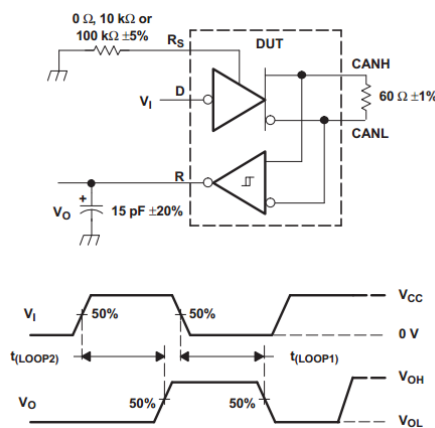 0 Ω, 10 kΩ or
100 kΩ ±5%
RS
DUT
CANH
D
VI
60 Ω ±1%
CANL
R
+
VO
15 pF ±20%
VCC
VI
50%
50%
0 V
t(LOOP2)
t(LOOP1)
VOH
VO
50%
50%
VOL